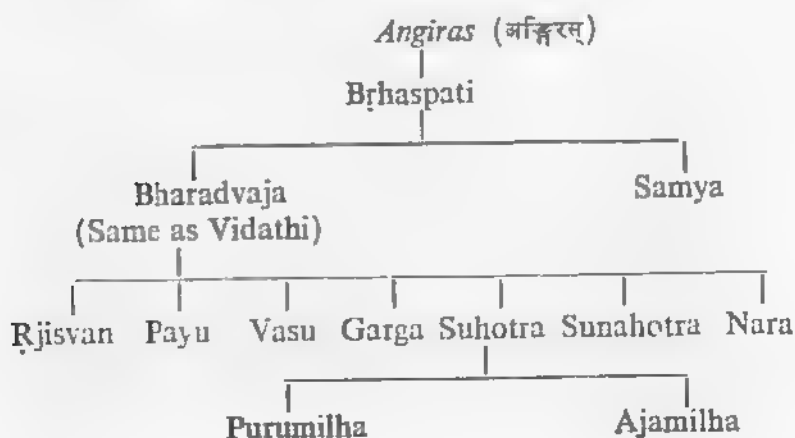 Angiras (अङ्गिरस्)
Bṛhaspati
Bharadvaja Samya
(Same as Vidathi)
Ṛjisvan Payu Vasu Garga Suhotra Sunahotra Nara
Purumilha Ajamilha